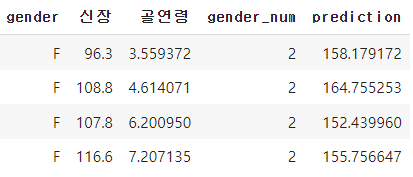 gender 신장 골연령 gender_num prediction
F 96.3 3.559372 2 158.179172
F 108.8 4.614071 2 164.755253
F 107.8 6.200950 2 152.439960
F 116.6 7.207135 2 155.756647